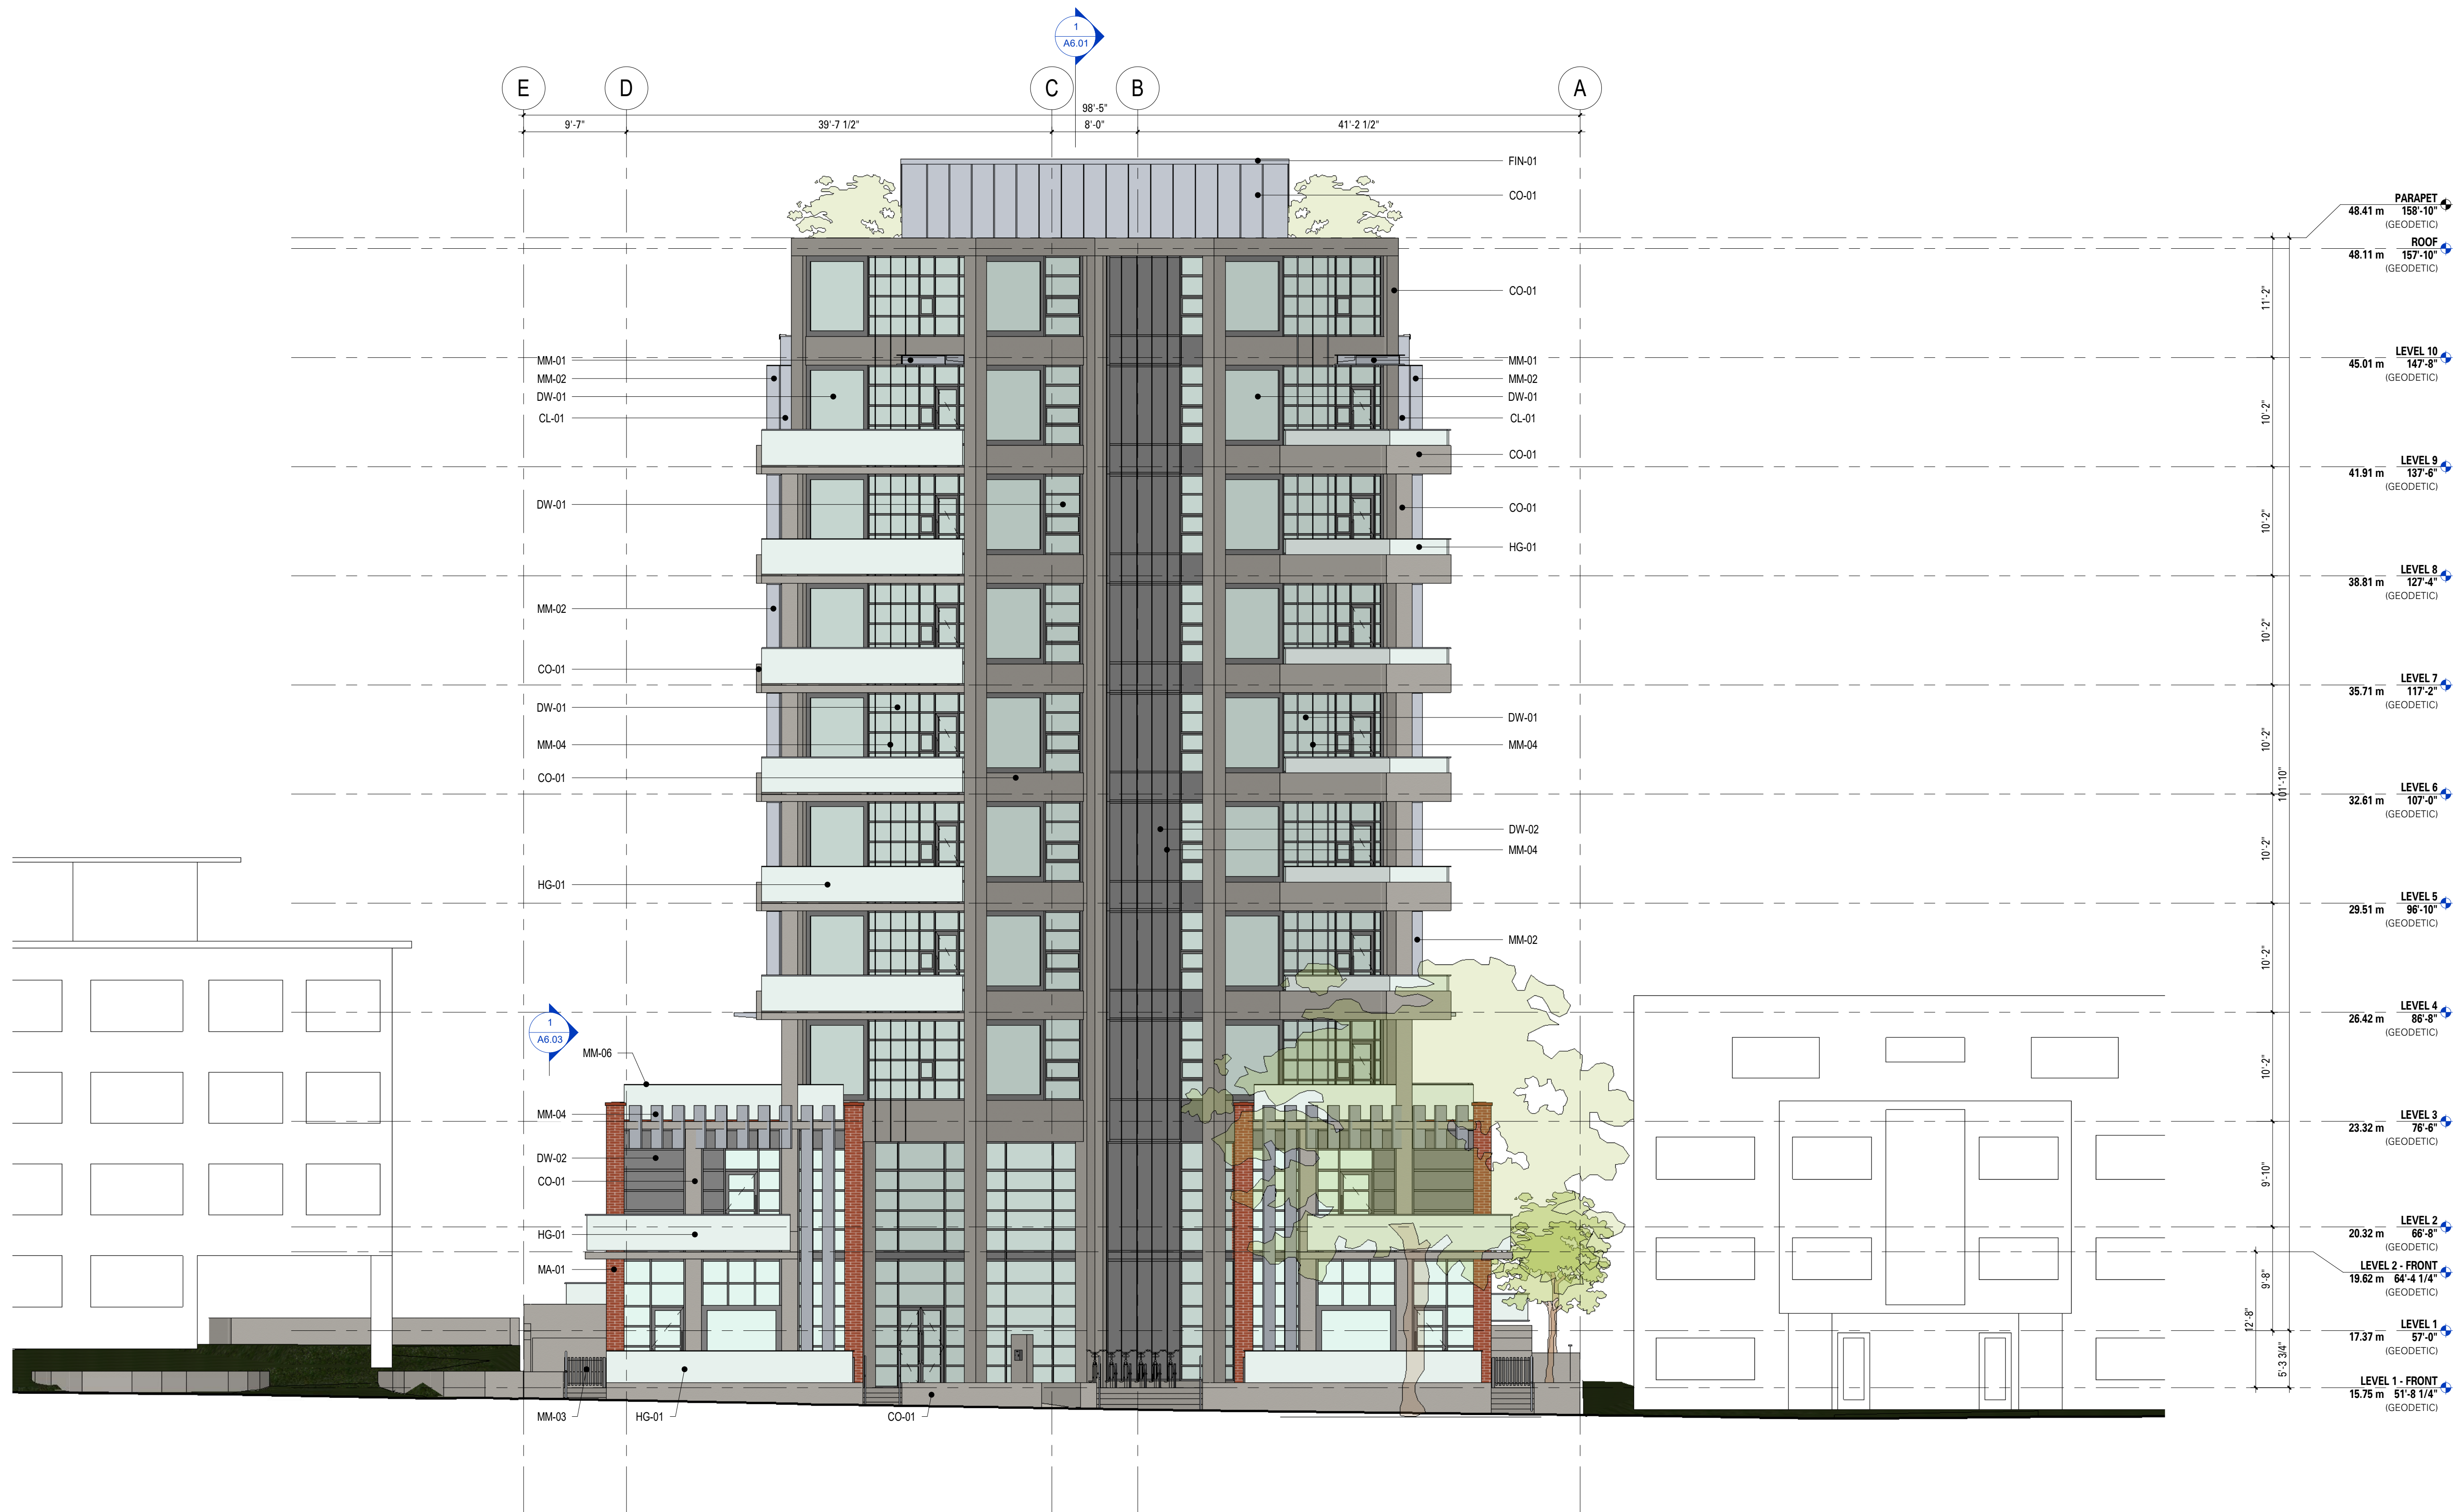 1
A6.01
E
D
C
B
A
98'-5"
9'-7"
39'-7 1/2"
8'-0"
41'-2 1/2"
FIN-01
CO-01
CO-01
MM-01
MM-02
DW-01
CL-01
DW-01
MM-02
CO-01
DW-01
MM-04
CO-01
HG-01
MM-01
MM-02
DW-01
CL-01
CO-01
CO-01
HG-01
DW-01
MM-04
DW-02
MM-04
MM-02
1
A6.03
MM-06
MM-04
DW-02
CO-01
HG-01
MA-01
MM-03
HG-01
CO-01
PARAPET
48.41 m 158'-10"
(GEODETIC)
ROOF
48.11 m 157'-10"
(GEODETIC)
LEVEL 10
45.01 m 147'-8"
(GEODETIC)
LEVEL 9
41.91 m 137'-6"
(GEODETIC)
LEVEL 8
38.81 m 127'-4"
(GEODETIC)
LEVEL 7
35.71 m 117'-2"
(GEODETIC)
LEVEL 6
32.61 m 107'-0"
(GEODETIC)
LEVEL 5
29.51 m 96'-10"
(GEODETIC)
LEVEL 4
26.42 m 86'-8"
(GEODETIC)
LEVEL 3
23.32 m 76'-6"
(GEODETIC)
LEVEL 2
20.32 m 66'-8"
(GEODETIC)
LEVEL 2 - FRONT
19.62 m 64'-4 1/4"
(GEODETIC)
LEVEL 1
17.37 m 57'-0"
(GEODETIC)
LEVEL 1 - FRONT
15.75 m 51'-8 1/4"
(GEODETIC)
11'-2"
10'-2"
10'-2"
10'-2"
10'-2"
101'-10"
10'-2"
10'-2"
10'-2"
9'-10"
9'-8"
12'-8"
5'-3 3/4"